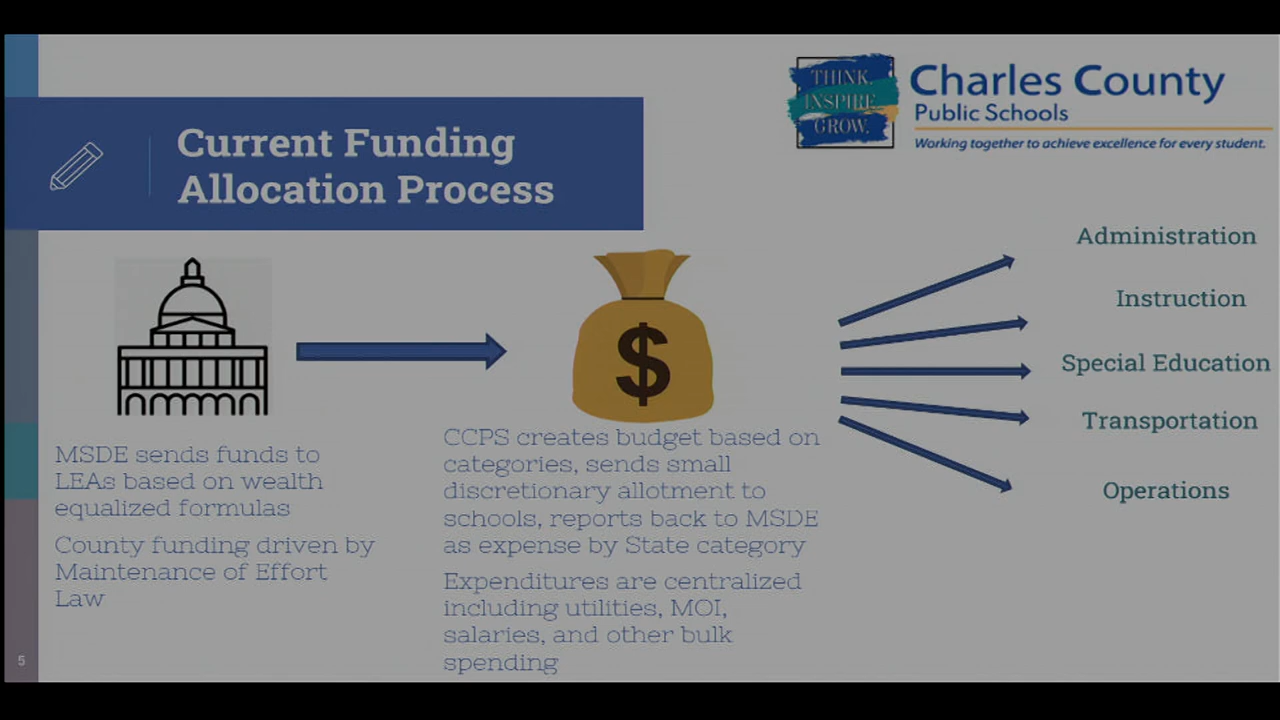 THINK.
INSPIRE
GROW.
Charles County
Public Schools
Working together to achieve excellence for every student.
Current Funding
Allocation Process
$
MSDE sends funds to
LEAs based on wealth
equalized formulas
County funding driven by
Maintenance of Effort
Law
CCPS creates budget based on
categories, sends small
discretionary allotment to
schools, reports back to MSDE
as expense by State category
Expenditures are centralized
including utilities, MOI,
salaries, and other bulk
spending
Administration
Instruction
Special Education
Transportation
Operations
5